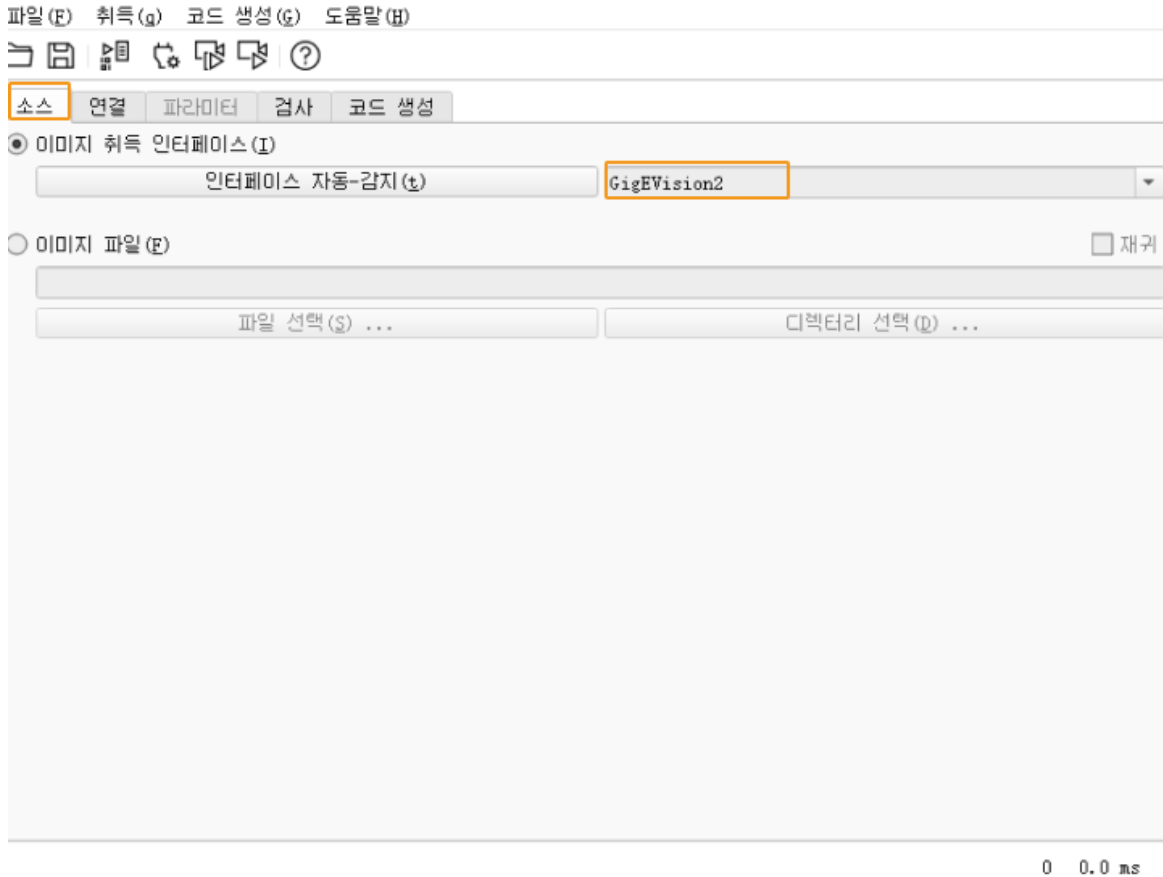 파일(F) 취득(q) 코드 생성(G) 도움말(H)
소스 연결 파라미터 검사 코드 생성
이미지 취득 인터페이스(I)
인터페이스 자동-감지(t) GigEVision2
이미지 파일(F) 재귀
파일 선택(S) ... 디렉터리 선택(D) ...
0 0.0 ms